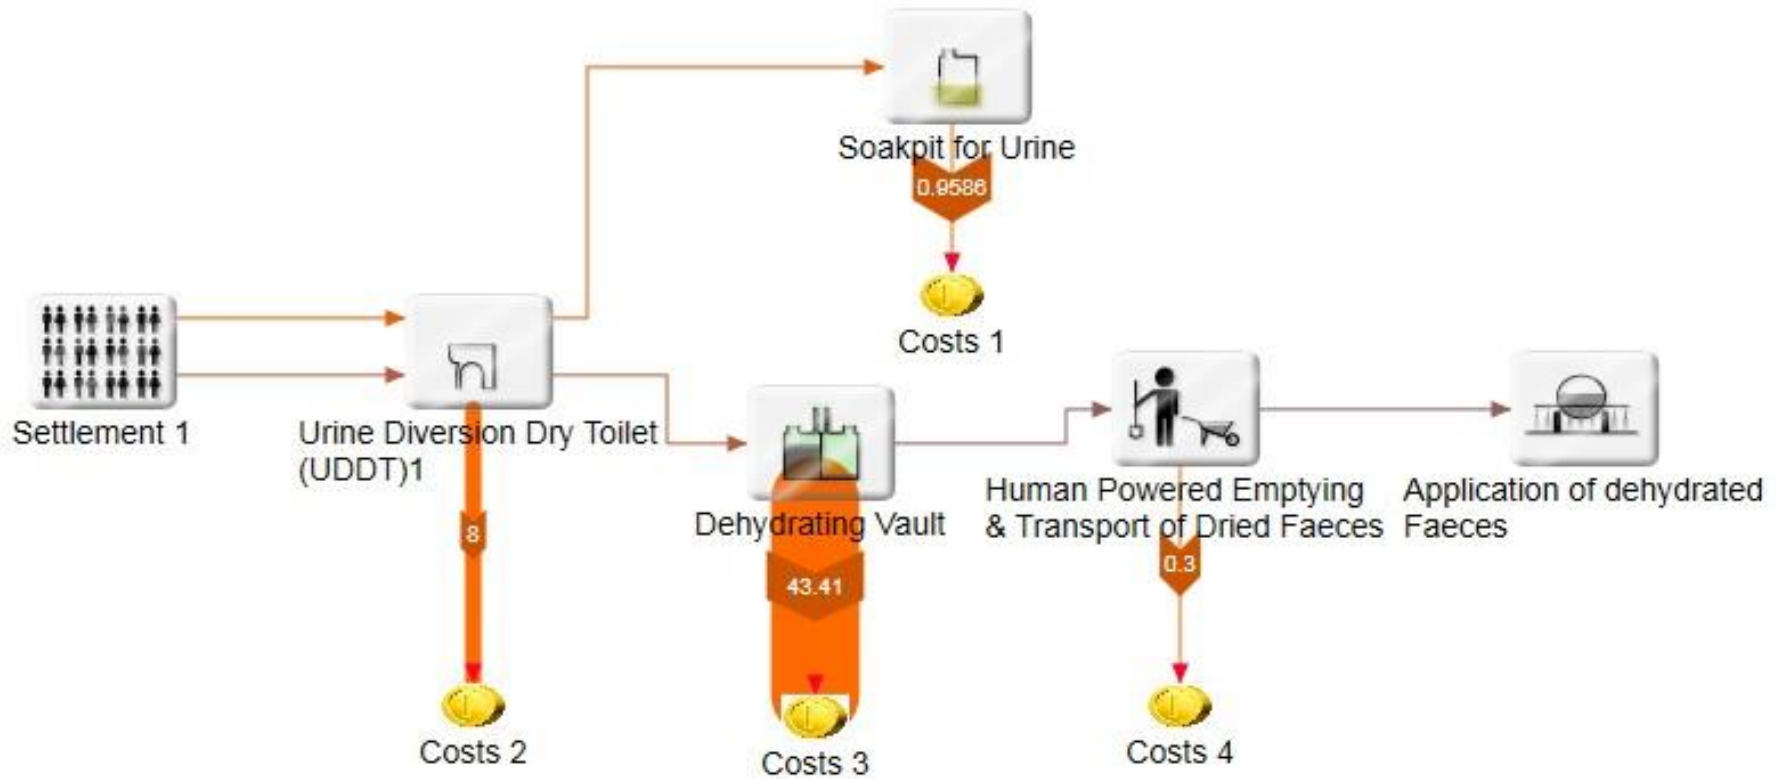 Soakpit for Urine
0.9586
Costs 1
Settlement 1
Urine Diversion Dry Toilet
(UDDT)1
8
Costs 2
Dehydrating Vault
43.41
Costs 3
Human Powered Emptying
& Transport of Dried Faeces
0.3
Costs 4
Application of dehydrated
Faeces